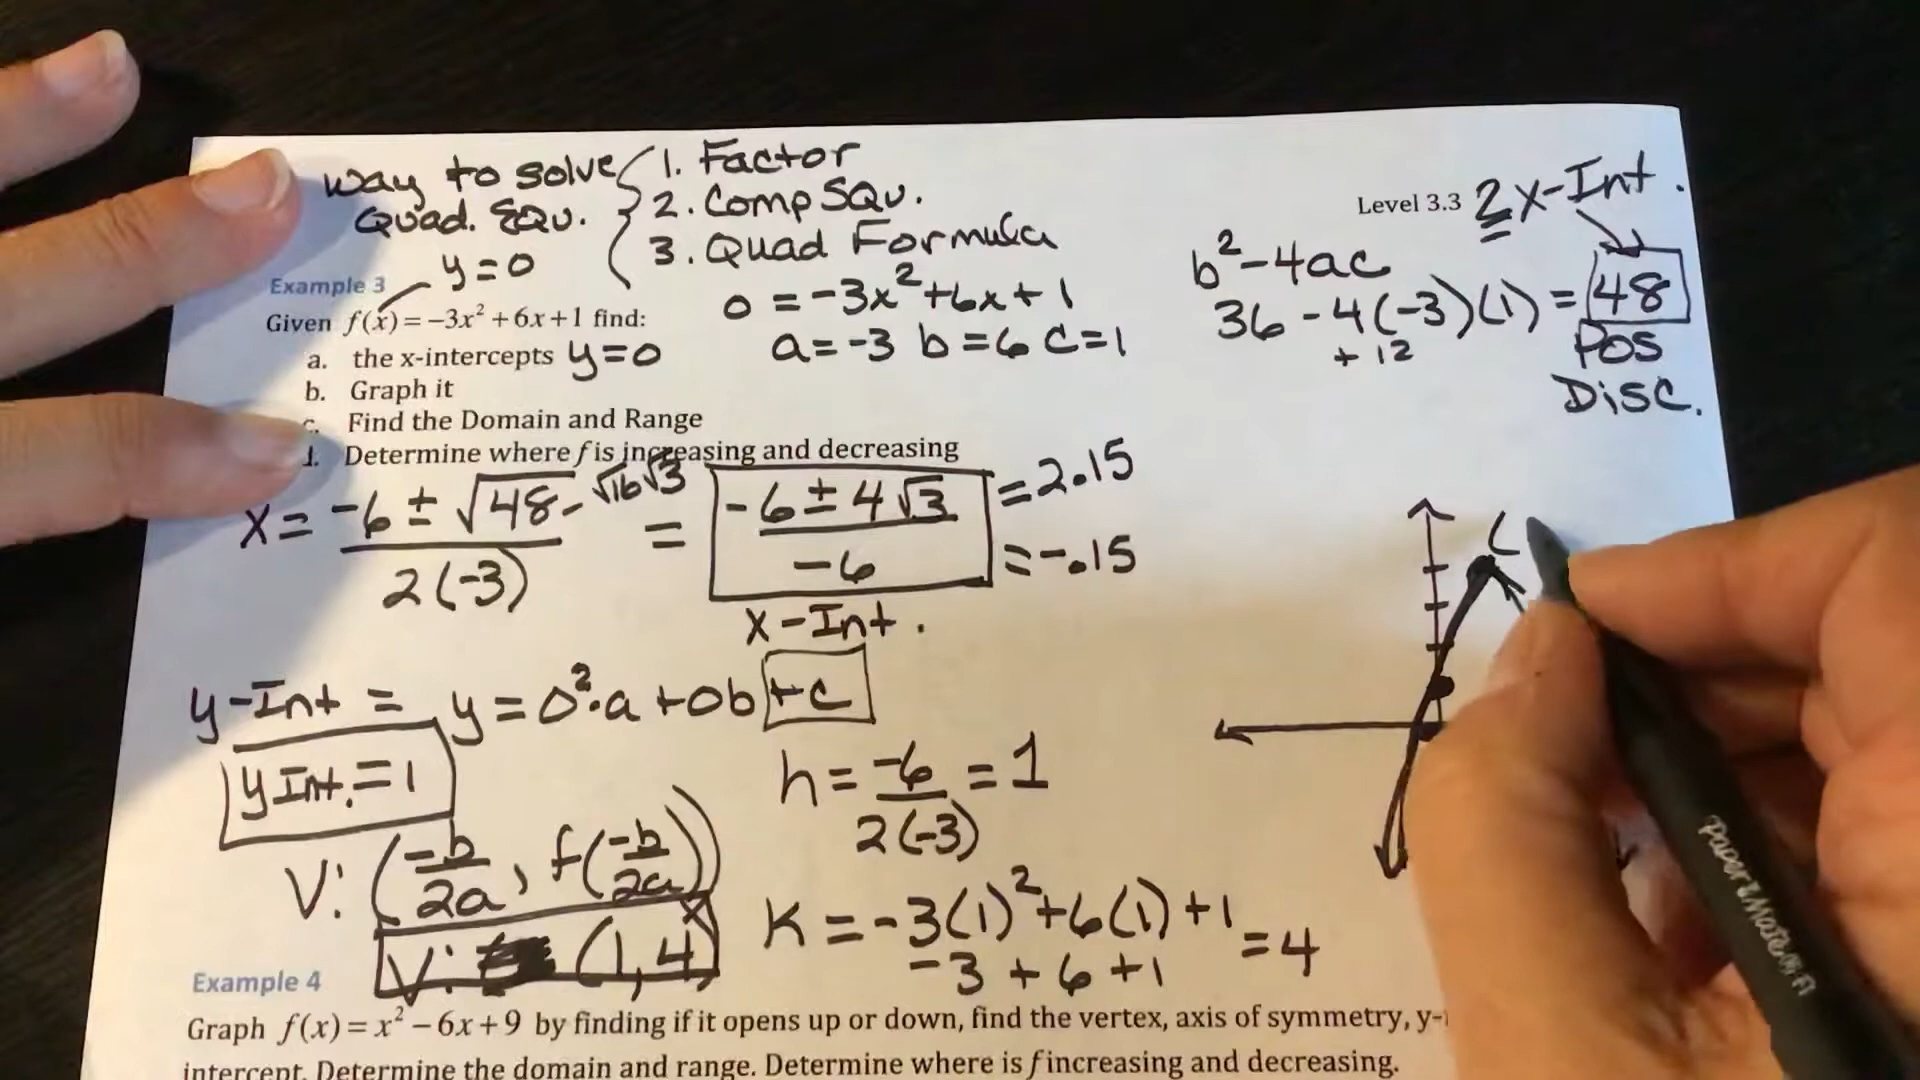 Way to solve
Quad. EQU.
1. Factor
2. Comp SQU.
3. Quad Formula
Level 3.3
2 x-Int.
y=0
Example 3
Given f(x)=−3x²+6x+1 find:
a. the x-intercepts y=0
b. Graph it
c. Find the Domain and Range
d. Determine where f is increasing and decreasing
0 = -3x²+6x+1
a=-3 b=6 c=1
b²-4ac
36 -4(-3)(1) = 48
+12
Pos
Disc.
x = (-6 ± √48)/(2(-3)) √16√3 = (-6 ± 4√3)/(-6) = 2.15
= -.15
x-Int.
y-Int = y = 0²·a + 0b + c
y Int. = 1
h = -6/(2(-3)) = 1
V: (-b/2a, f(-b/2a))
V: (1,4)
K = -3(1)²+6(1)+1
-3+6+1 = 4
(
Example 4
Graph f(x)=x²−6x+9 by finding if it opens up or down, find the vertex, axis of symmetry, y-
intercept. Determine the domain and range. Determine where is f increasing and decreasing.
PaperMate